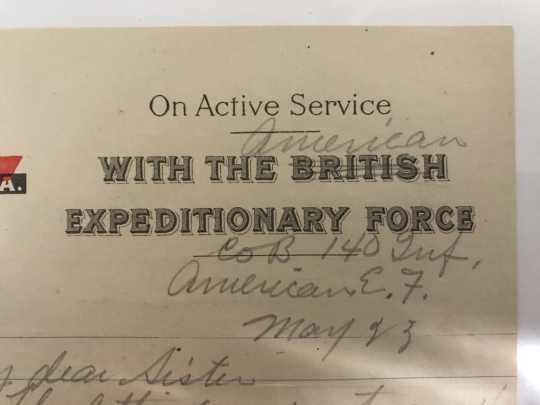 On Active Service
American
WITH THE BRITISH
A.
EXPEDITIONARY FORCE
Co B 140 Inf.
American E. F.
May 23
dear Sister